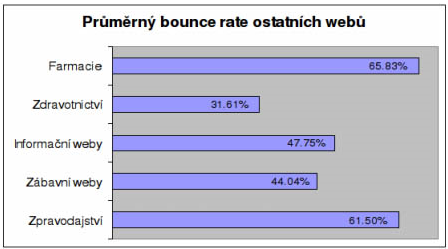 Průměrný bounce rate ostatních webů
Farmacie 65.83%
Zdravotnictví 31.61%
Informační weby 47.75%
Zábavní weby 44.04%
Zpravodajství 61.50%